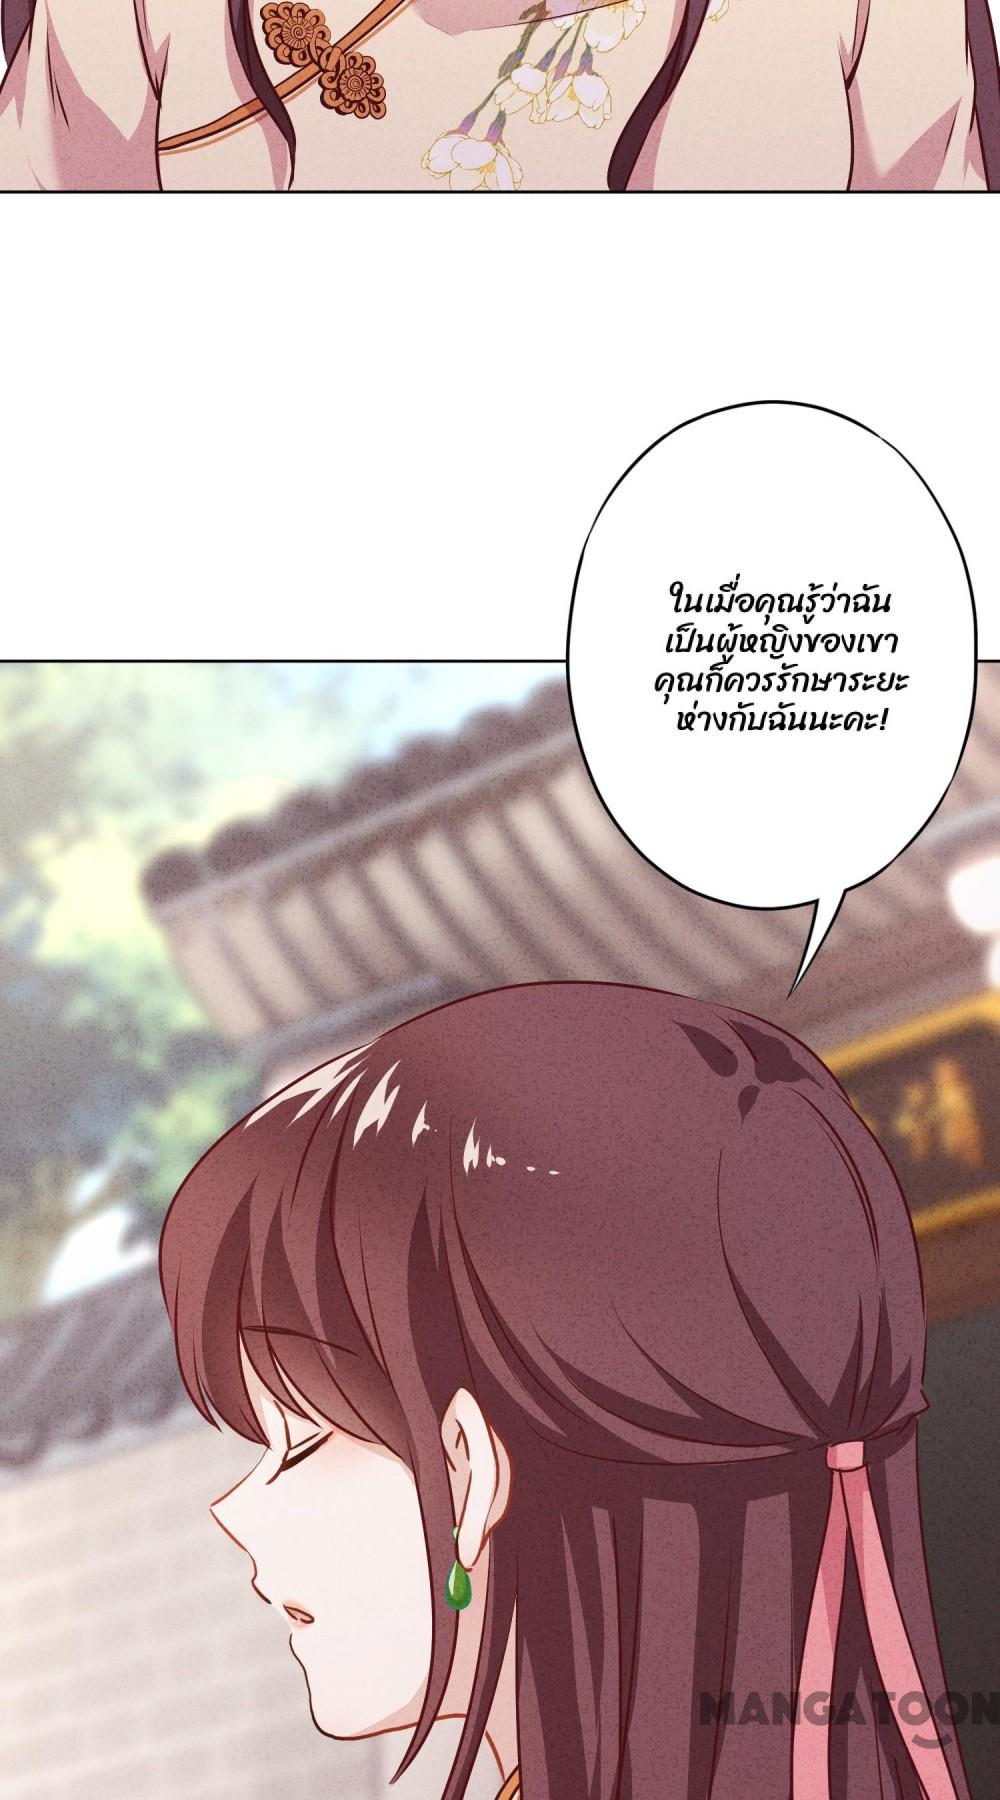 ในเมื่อคุณรู้ว่าฉัน
เป็นผู้หญิงของเขา
คุณก็ควรรักษาระยะ
ห่างกับฉันนะคะ!
MANGATOON